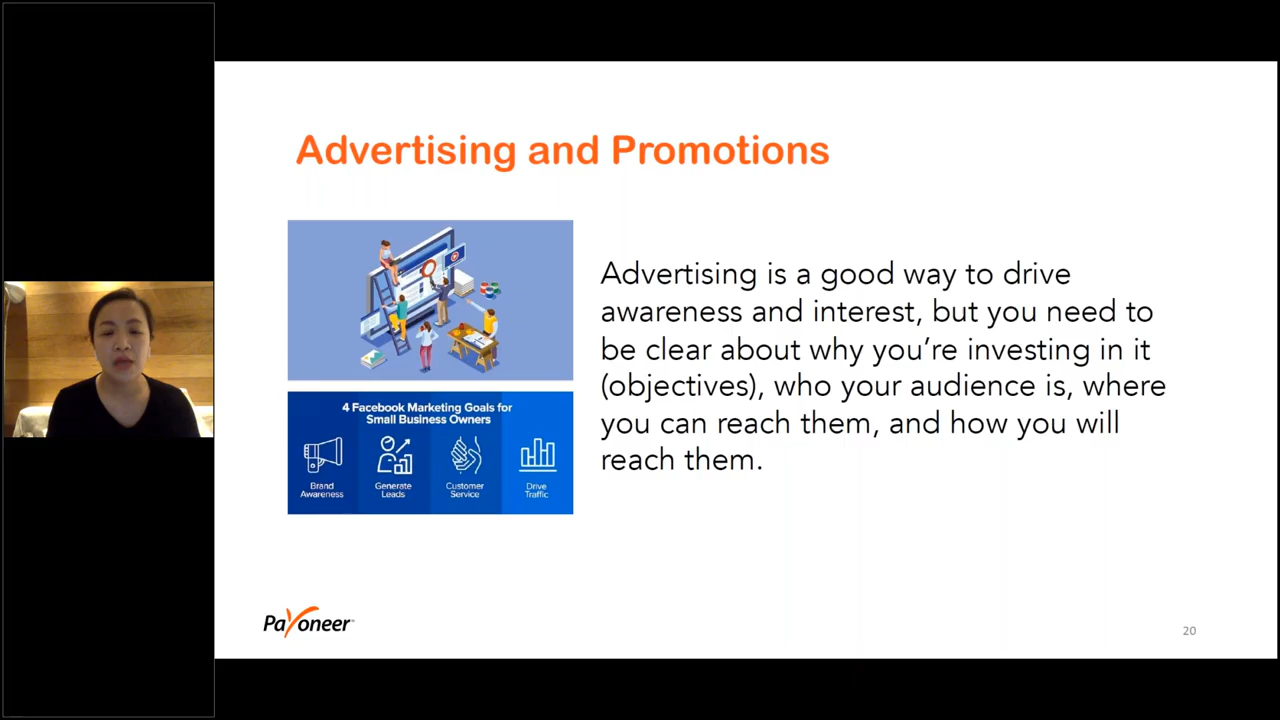 Advertising and Promotions
Advertising is a good way to drive
awareness and interest, but you need to
be clear about why you're investing in it
(objectives), who your audience is, where
you can reach them, and how you will
reach them.
4 Facebook Marketing Goals for
Small Business Owners
Brand
Awareness
Generate
Leads
Customer
Service
Drive
Traffic
Payoneer
20